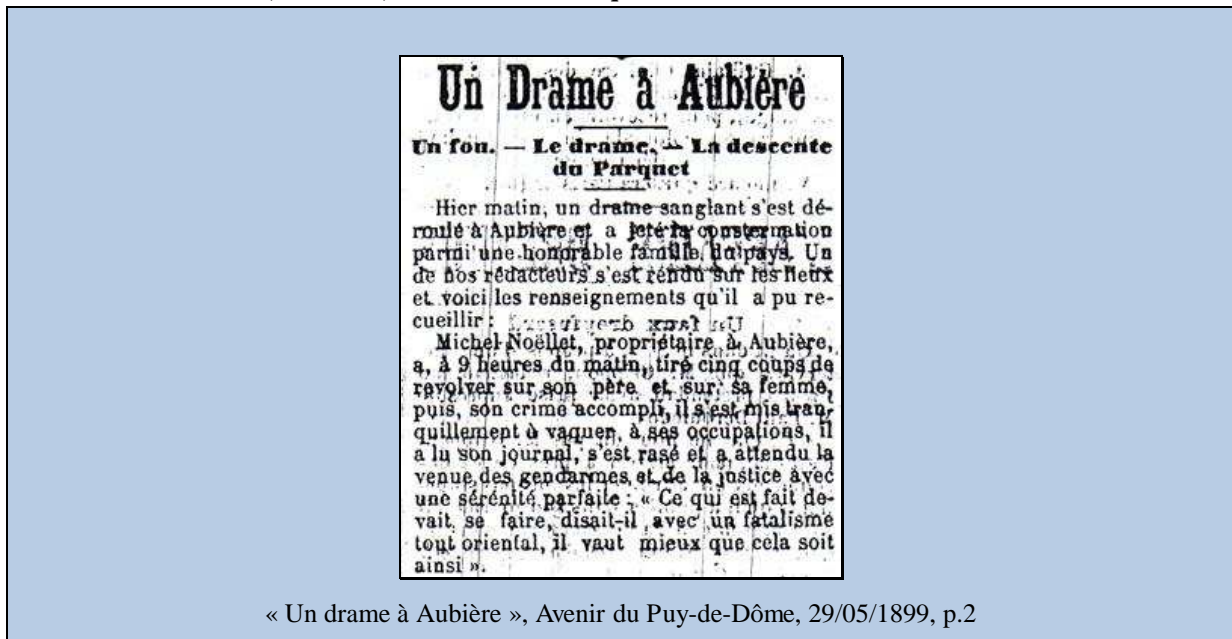 Un Drame à Aubière
Un fou. — Le drame. — La descente
du Parquet
Hier matin, un drame sanglant s'est dé-
roulé à Aubière et a jeté la consternation
parmi une honorable famille du pays. Un
de nos rédacteurs s'est rendu sur les lieux
et voici les renseignements qu'il a pu re-
cueillir :
Michel Noëllet, propriétaire à Aubière,
a, à 9 heures du matin, tiré cinq coups de
revolver sur son père et sur sa femme,
puis, son crime accompli, il s'est mis tran-
quillement à vaquer à ses occupations, il
a lu son journal, s'est rasé et a attendu la
venue des gendarmes et de la justice avec
une sérénité parfaite : « Ce qui est fait de-
vait se faire, disait-il avec un fatalisme
tout oriental, il vaut mieux que cela soit
ainsi ».
« Un drame à Aubière », Avenir du Puy-de-Dôme, 29/05/1899, p.2